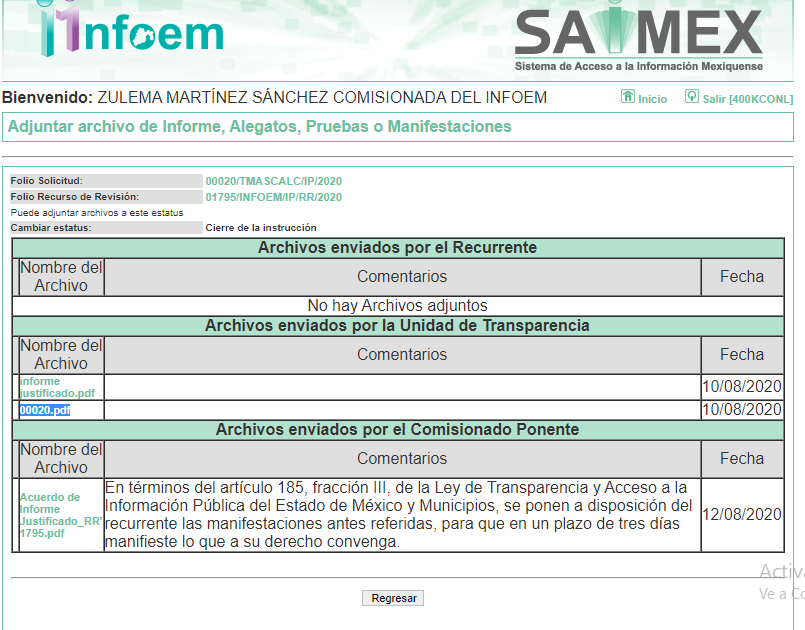 infoem
SAIMEX
Sistema de Acceso a la Información Mexiquense
Bienvenido: ZULEMA MARTÍNEZ SÁNCHEZ COMISIONADA DEL INFOEM
Inicio
Salir [400KCONL]
Adjuntar archivo de Informe, Alegatos, Pruebas o Manifestaciones
Folio Solicitud: 00020/TMASCALC/IP/2020
Folio Recurso de Revisión: 01795/INFOEM/IP/RR/2020
Puede adjuntar archivos a este estatus
Cambiar estatus: Cierre de la instrucción
Archivos enviados por el Recurrente
Nombre del
Archivo
Comentarios
Fecha
No hay Archivos adjuntos
Archivos enviados por la Unidad de Transparencia
Nombre del
Archivo
Comentarios
Fecha
informe
justificado.pdf
10/08/2020
00020.pdf
10/08/2020
Archivos enviados por el Comisionado Ponente
Nombre del
Archivo
Comentarios
Fecha
Acuerdo de
Informe
Justificado_RR
1795.pdf
En términos del artículo 185, fracción III, de la Ley de Transparencia y Acceso a la
Información Pública del Estado de México y Municipios, se ponen a disposición del
recurrente las manifestaciones antes referidas, para que en un plazo de tres días
manifieste lo que a su derecho convenga.
12/08/2020
Regresar
Activ
Ve a Co